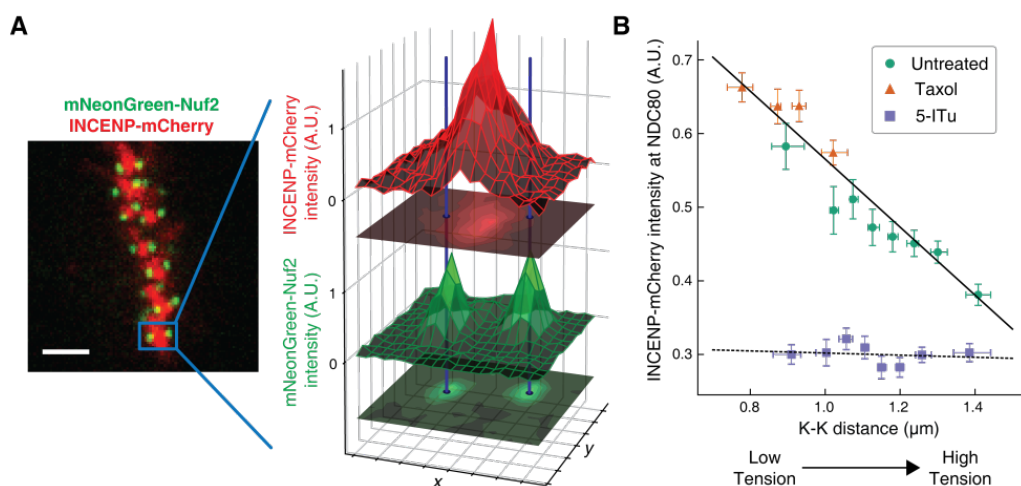 A
mNeonGreen-Nuf2
INCENP-mCherry
INCENP-mCherry
intensity (A.U.)
1
0
mNeonGreen-Nuf2
intensity (A.U.)
1
0
x
y
B
INCENP-mCherry intensity at NDC80 (A.U.)
0.7
0.6
0.5
0.4
0.3
Untreated
Taxol
5-ITu
0.8
1.0
1.2
1.4
K-K distance (μm)
Low
Tension
High
Tension